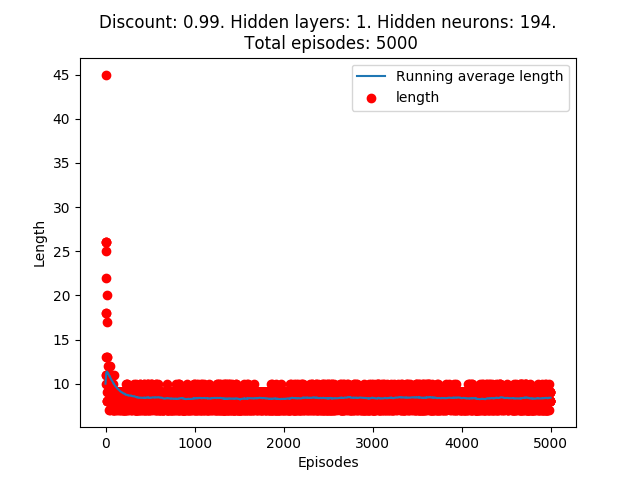 Discount: 0.99. Hidden layers: 1. Hidden neurons: 194.
Total episodes: 5000
Running average length
length
45
40
35
30
25
20
15
10
Length
0 1000 2000 3000 4000 5000
Episodes